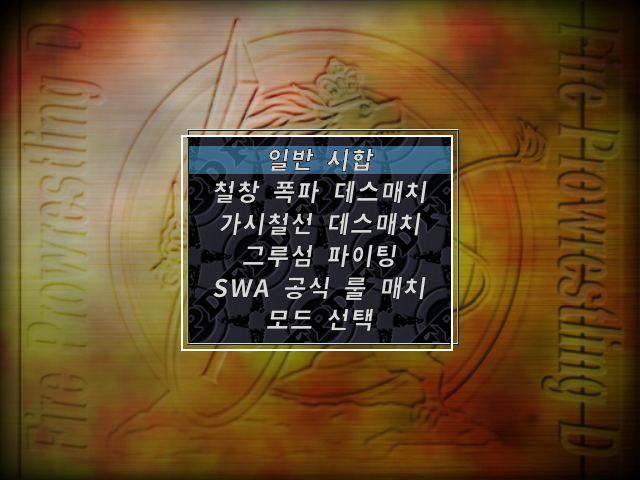 Fire Prowrestling D
Fire Prowrestling-D
일반 시합
철창 폭파 데스매치
가시철선 데스매치
그루섬 파이팅
SWA 공식 룰 매치
모드 선택